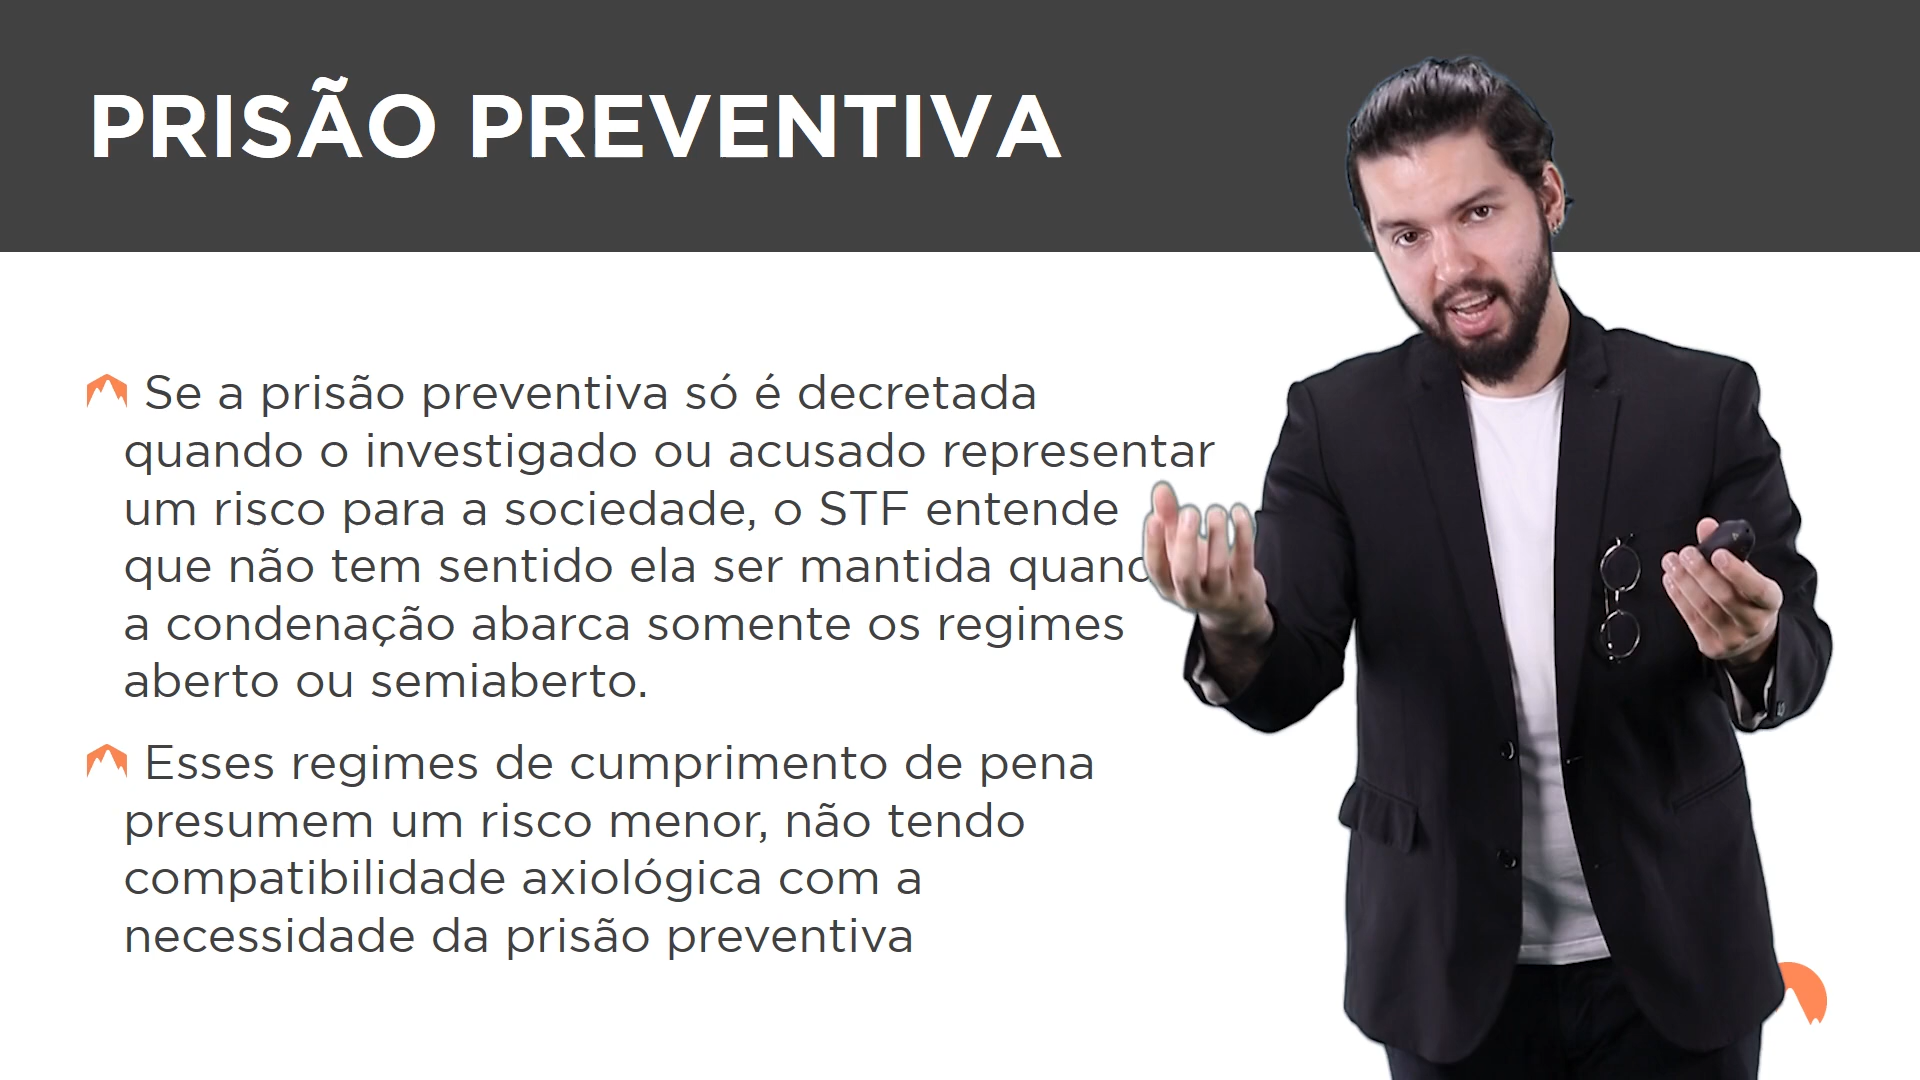 PRISÃO PREVENTIVA
Se a prisão preventiva só é decretada
quando o investigado ou acusado representar
um risco para a sociedade, o STF entende
que não tem sentido ela ser mantida
a condenação abarca somente os regimes
aberto ou semiaberto.
Esses regimes de cumprimento de pena
presumem um risco menor, não tendo
compatibilidade axiológica com a
necessidade da prisão preventiva